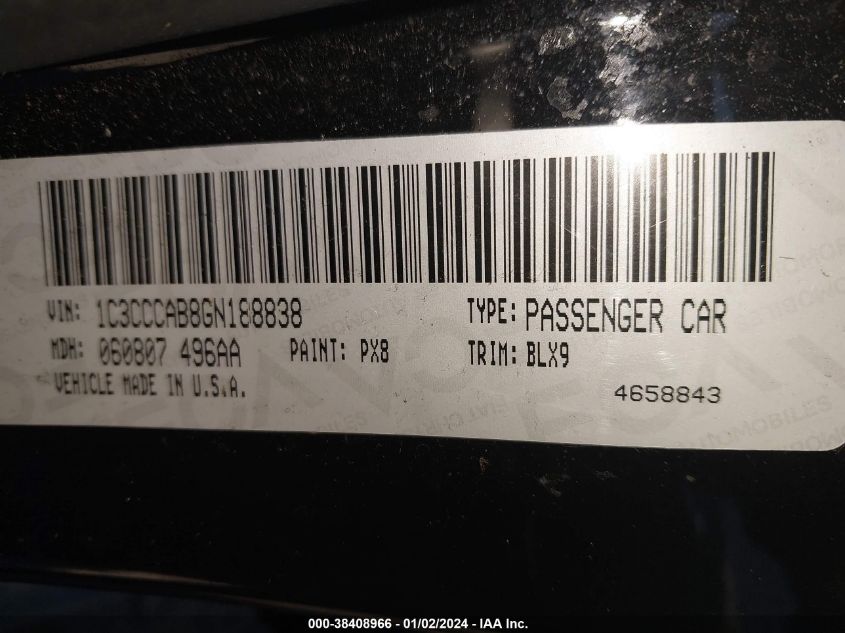 VIN: 1C3CCCAB8GN188838 TYPE: PASSENGER CAR
MDH: 060807 496AA PAINT: PX8 TRIM: BLX9
VEHICLE MADE IN U.S.A.
4658843
000-38408966 - 01/02/2024 - IAA Inc.